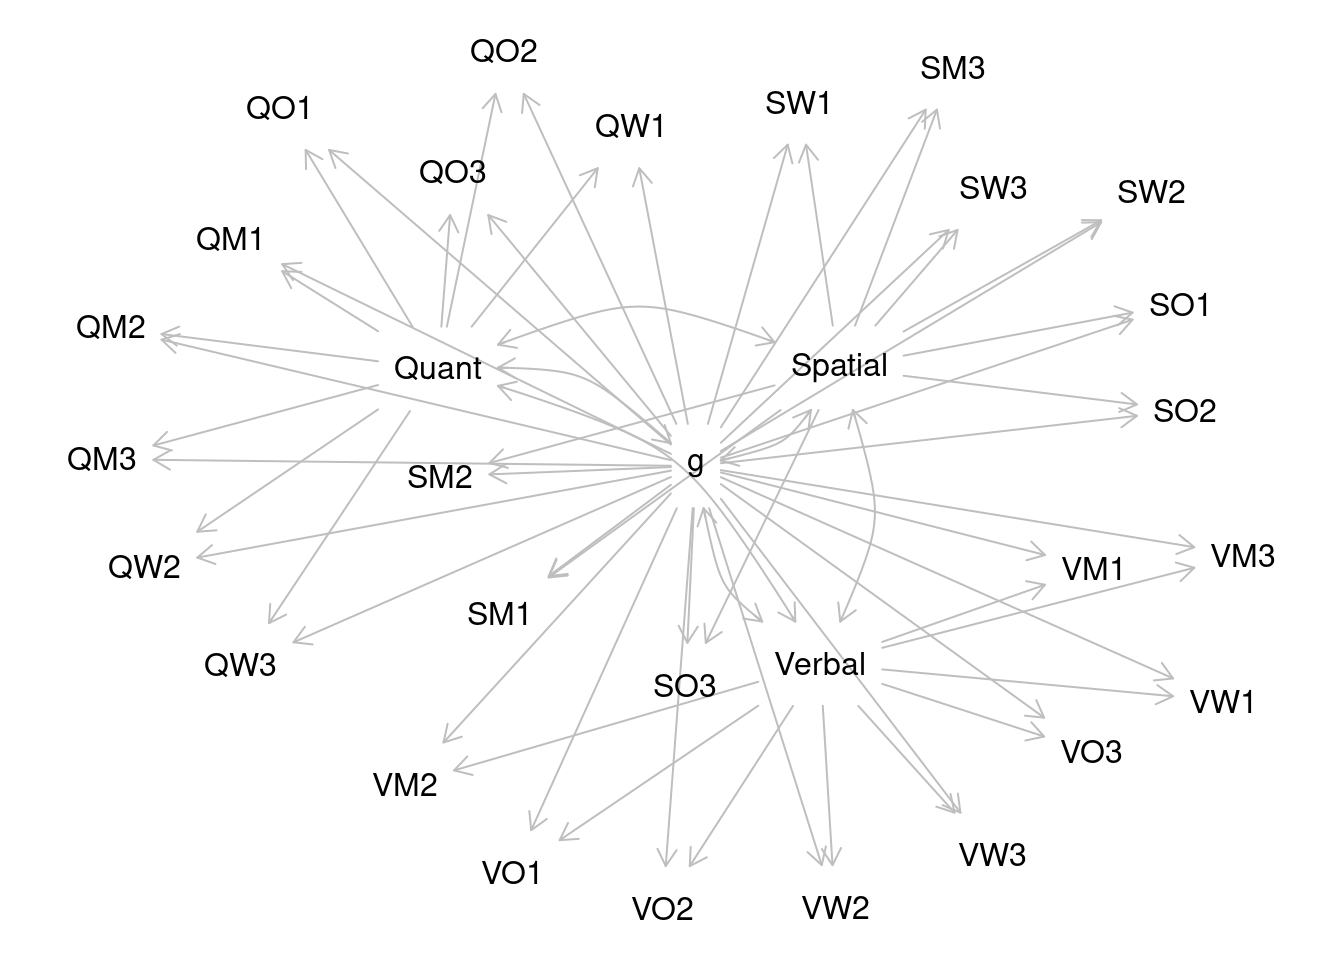 QO2
SM3
QO1
SW1
QW1
QO3
SW3
SW2
QM1
SO1
QM2
Quant
Spatial
SO2
QM3
g
SM2
VM3
QW2
VM1
SM1
QW3
Verbal
SO3
VW1
VO3
VM2
VW3
VO1
VO2
VW2